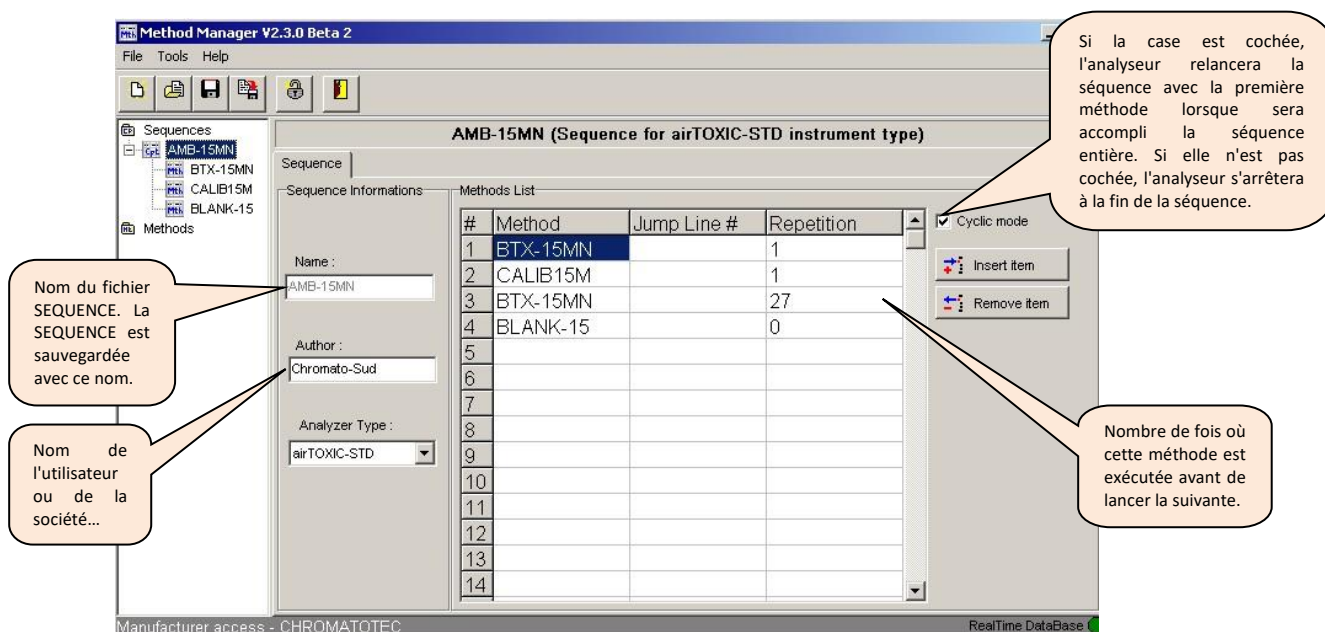 Method Manager V2.3.0 Beta 2
File Tools Help
Sequences
AMB-15MN
BTX-15MN
CALIB15M
BLANK-15
Methods
AMB-15MN (Sequence for airTOXIC-STD instrument type)
Sequence
Sequence Informations
Name :
AMB-15MN
Author :
Chromato-Sud
Analyzer Type :
airTOXIC-STD
Methods List
# Method Jump Line # Repetition
1 BTX-15MN 1
2 CALIB15M 1
3 BTX-15MN 27
4 BLANK-15 0
5
6
7
8
9
10
11
12
13
14
Cyclic mode
Insert item
Remove item
Manufacturer access - CHROMATOTEC
RealTime DataBase
Si la case est cochée,
l'analyseur relancera la
séquence avec la première
méthode lorsque sera
accompli la séquence
entière. Si elle n'est pas
cochée, l'analyseur s'arrêtera
à la fin de la séquence.
Nom du fichier
SEQUENCE. La
SEQUENCE est
sauvegardée
avec ce nom.
Nom de
l'utilisateur
ou de la
société…
Nombre de fois où
cette méthode est
exécutée avant de
lancer la suivante.